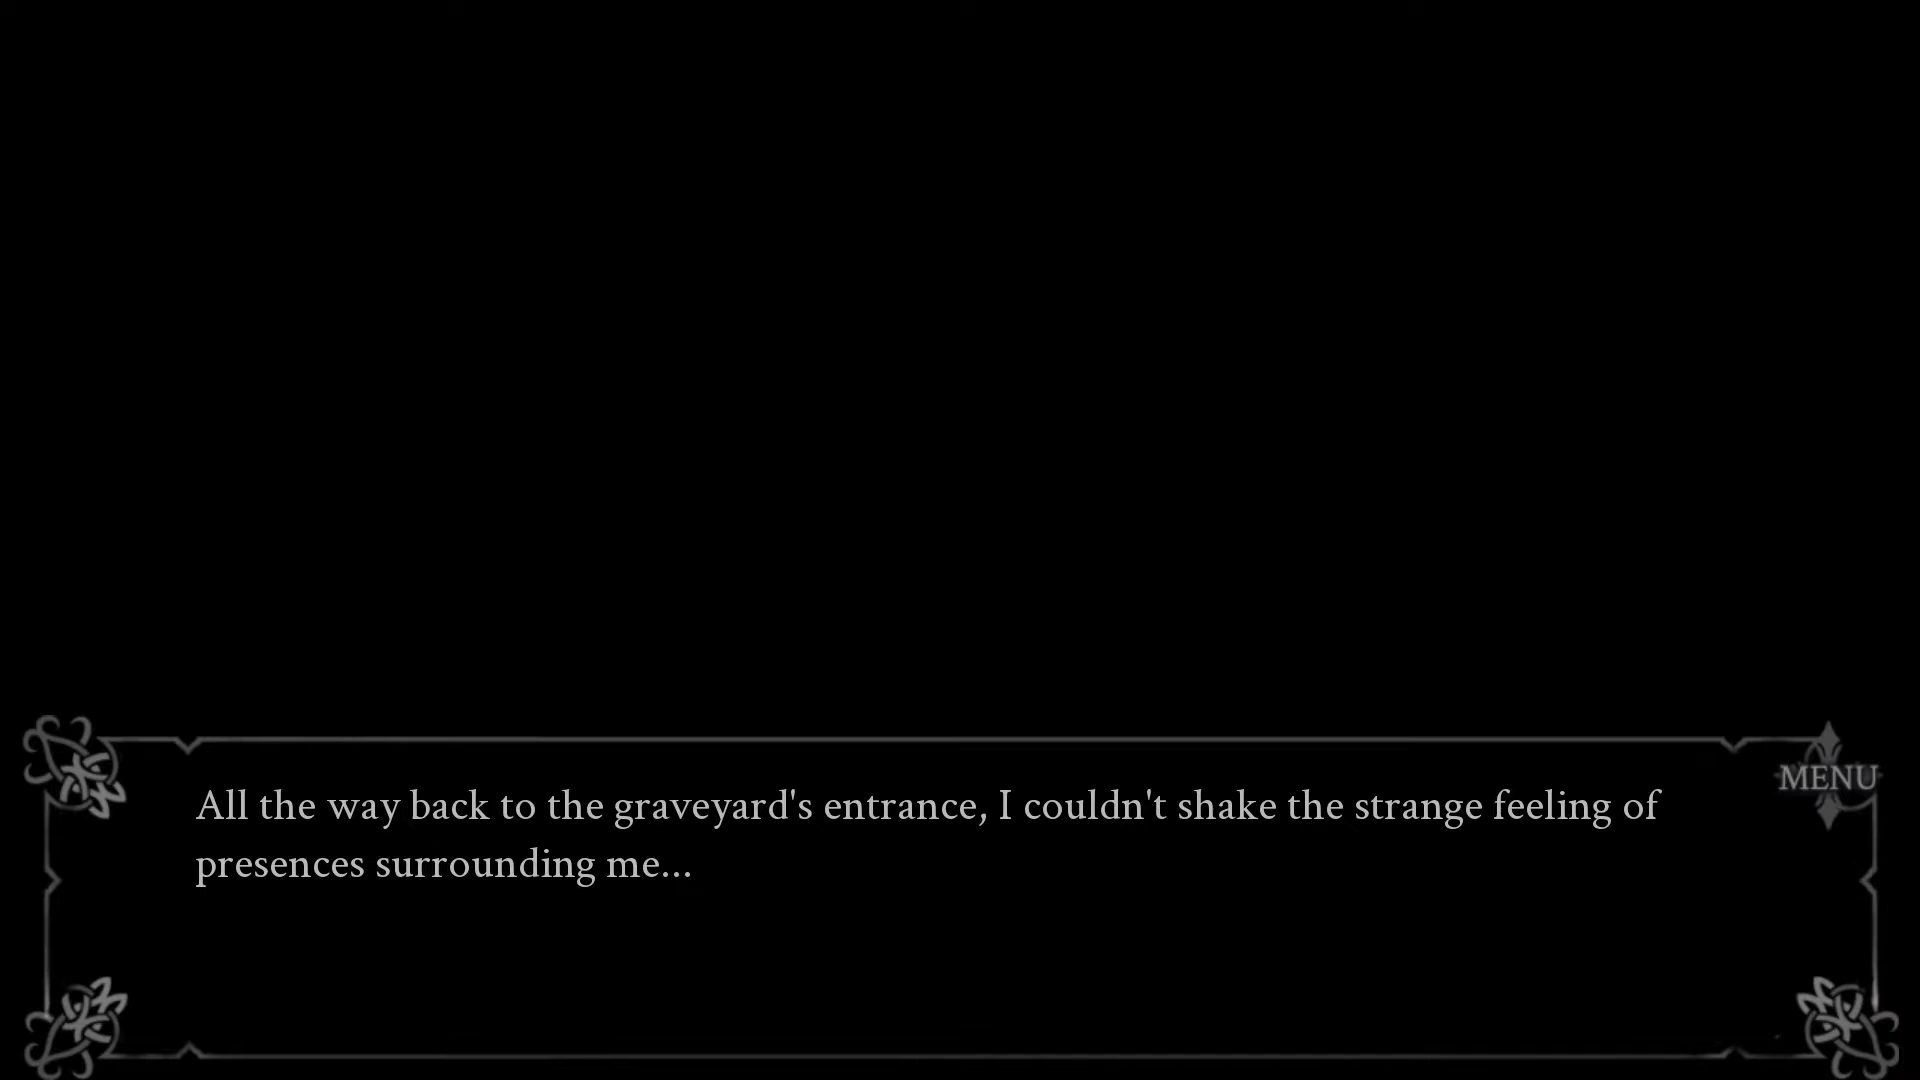 MENU
All the way back to the graveyard's entrance, I couldn't shake the strange feeling of
presences surrounding me...